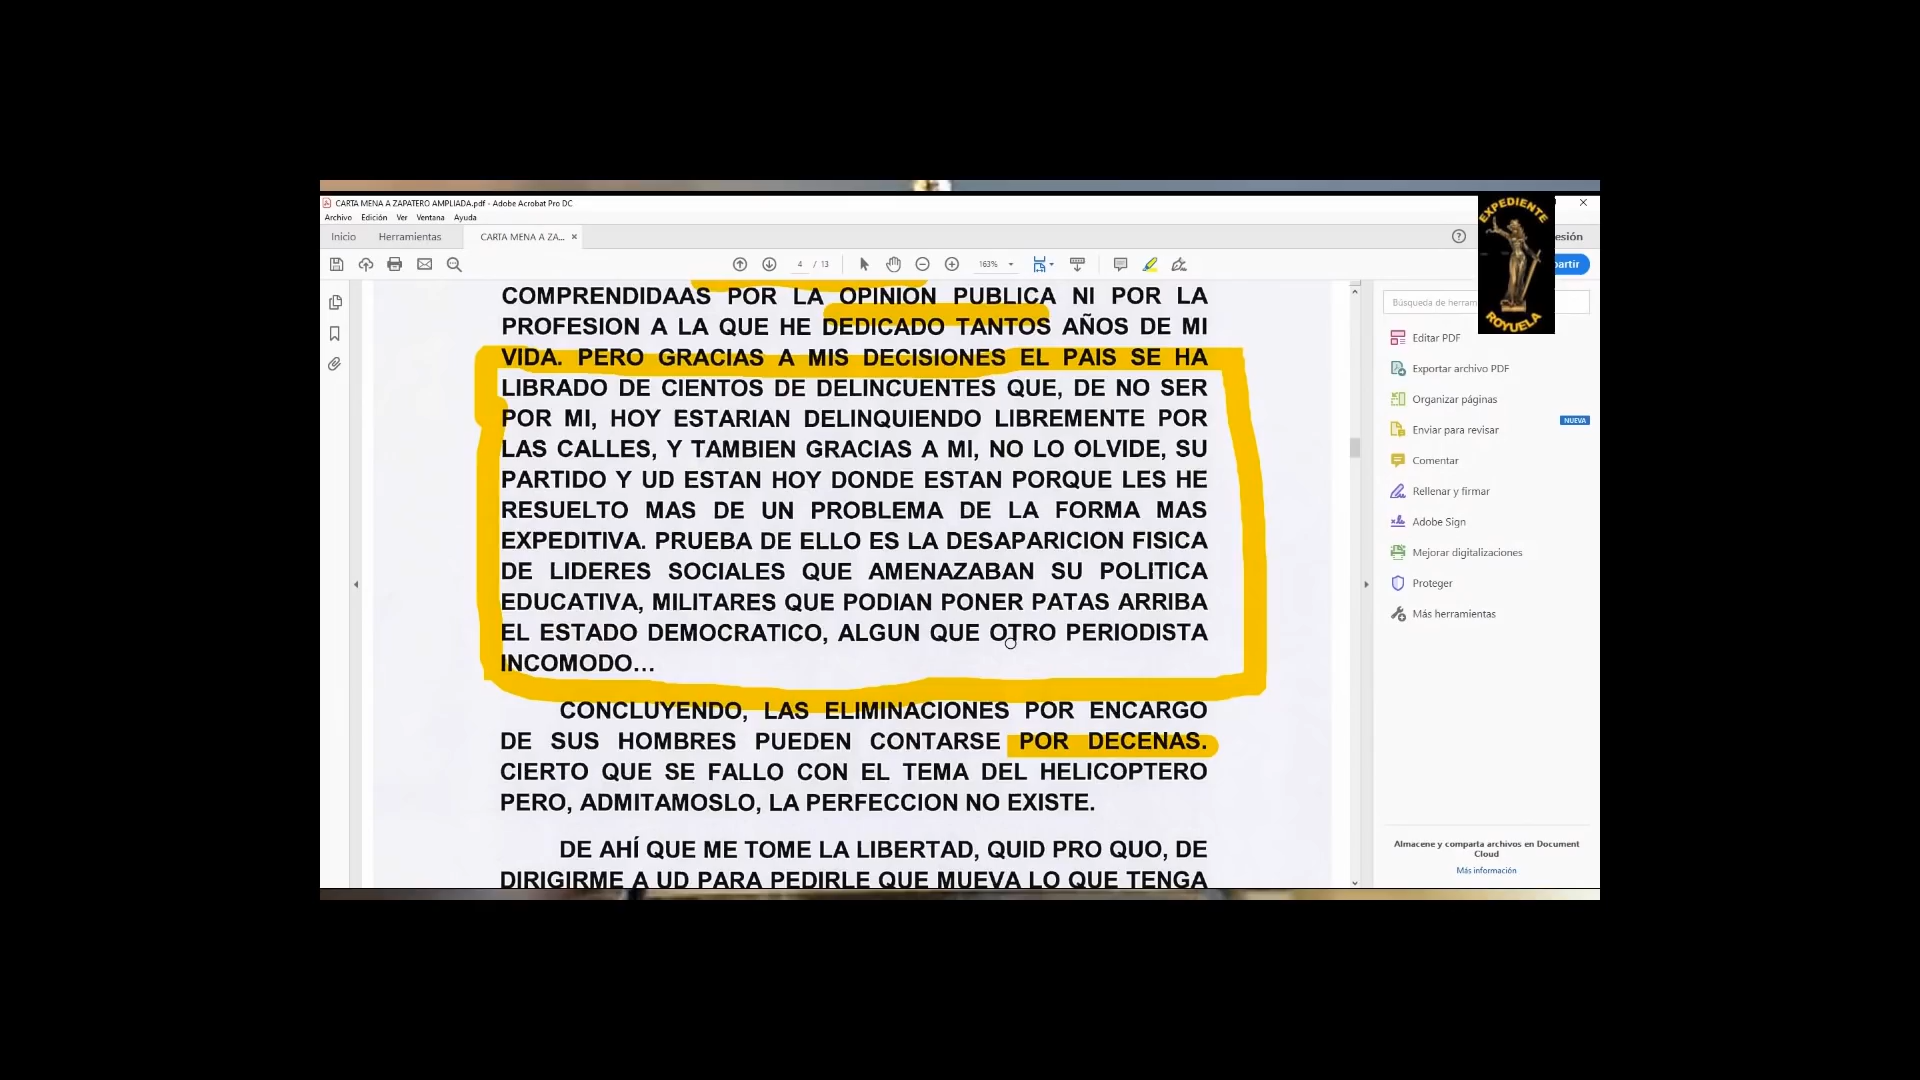 CARTA MENA A ZAPATERO AMPLIADA.pdf - Adobe Acrobat Pro DC
Archivo Edición Ver Ventana Ayuda
Inicio Herramientas CARTA MENA A ZA... × esión
4 / 13 163% artir
EXPEDIENTE
ROYUELA
COMPRENDIDAAS POR LA OPINION PUBLICA NI POR LA
PROFESION A LA QUE HE DEDICADO TANTOS AÑOS DE MI
VIDA. PERO GRACIAS A MIS DECISIONES EL PAIS SE HA
LIBRADO DE CIENTOS DE DELINCUENTES QUE, DE NO SER
POR MI, HOY ESTARIAN DELINQUIENDO LIBREMENTE POR
LAS CALLES, Y TAMBIEN GRACIAS A MI, NO LO OLVIDE, SU
PARTIDO Y UD ESTAN HOY DONDE ESTAN PORQUE LES HE
RESUELTO MAS DE UN PROBLEMA DE LA FORMA MAS
EXPEDITIVA. PRUEBA DE ELLO ES LA DESAPARICION FISICA
DE LIDERES SOCIALES QUE AMENAZABAN SU POLITICA
EDUCATIVA, MILITARES QUE PODIAN PONER PATAS ARRIBA
EL ESTADO DEMOCRATICO, ALGUN QUE OTRO PERIODISTA
INCOMODO...
CONCLUYENDO, LAS ELIMINACIONES POR ENCARGO
DE SUS HOMBRES PUEDEN CONTARSE POR DECENAS.
CIERTO QUE SE FALLO CON EL TEMA DEL HELICOPTERO
PERO, ADMITAMOSLO, LA PERFECCION NO EXISTE.
DE AHÍ QUE ME TOME LA LIBERTAD, QUID PRO QUO, DE
DIRIGIRME A UD PARA PEDIRLE QUE MUEVA LO QUE TENGA
Búsqueda de herram
Editar PDF
Exportar archivo PDF
Organizar páginas
NUEVA
Enviar para revisar
Comentar
Rellenar y firmar
Adobe Sign
Mejorar digitalizaciones
Proteger
Más herramientas
Almacene y comparta archivos en Document
Cloud
Más información